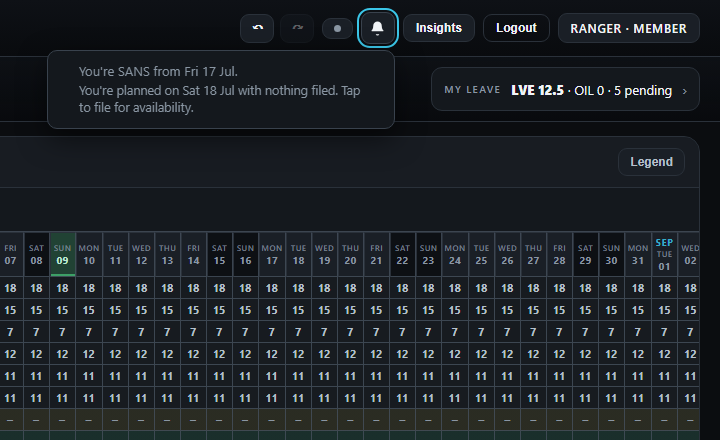 Insights
Logout
RANGER · MEMBER
You're SANS from Fri 17 Jul.
You're planned on Sat 18 Jul with nothing filed. Tap
to file for availability.
MY LEAVE LVE 12.5 · OIL 0 · 5 pending ›
Legend
SEP
FRI SAT SUN MON TUE WED THU FRI SAT SUN MON TUE WED THU FRI SAT SUN MON TUE WED THU FRI SAT SUN MON TUE WED
07 08 09 10 11 12 13 14 15 16 17 18 19 20 21 22 23 24 25 26 27 28 29 30 31 01 02
18 18 18 18 18 18 18 18 18 18 18 18 18 18 18 18 18 18 18 18 18 18 18 18 18 18 18
15 15 15 15 15 15 15 15 15 15 15 15 15 15 15 15 15 15 15 15 15 15 15 15 15 15 15
7 7 7 7 7 7 7 7 7 7 7 7 7 7 7 7 7 7 7 7 7 7 7 7 7 7 7
12 12 12 12 12 12 12 12 12 12 12 12 12 12 12 12 12 12 12 12 12 12 12 12 12 12 12
11 11 11 11 11 11 11 11 11 11 11 11 11 11 11 11 11 11 11 11 11 11 11 11 11 11 11
11 11 11 11 11 11 11 11 11 11 11 11 11 11 11 11 11 11 11 11 11 11 11 11 11 11 11
– – – – – – – – – – – – – – – – – – – – – – – – – – –